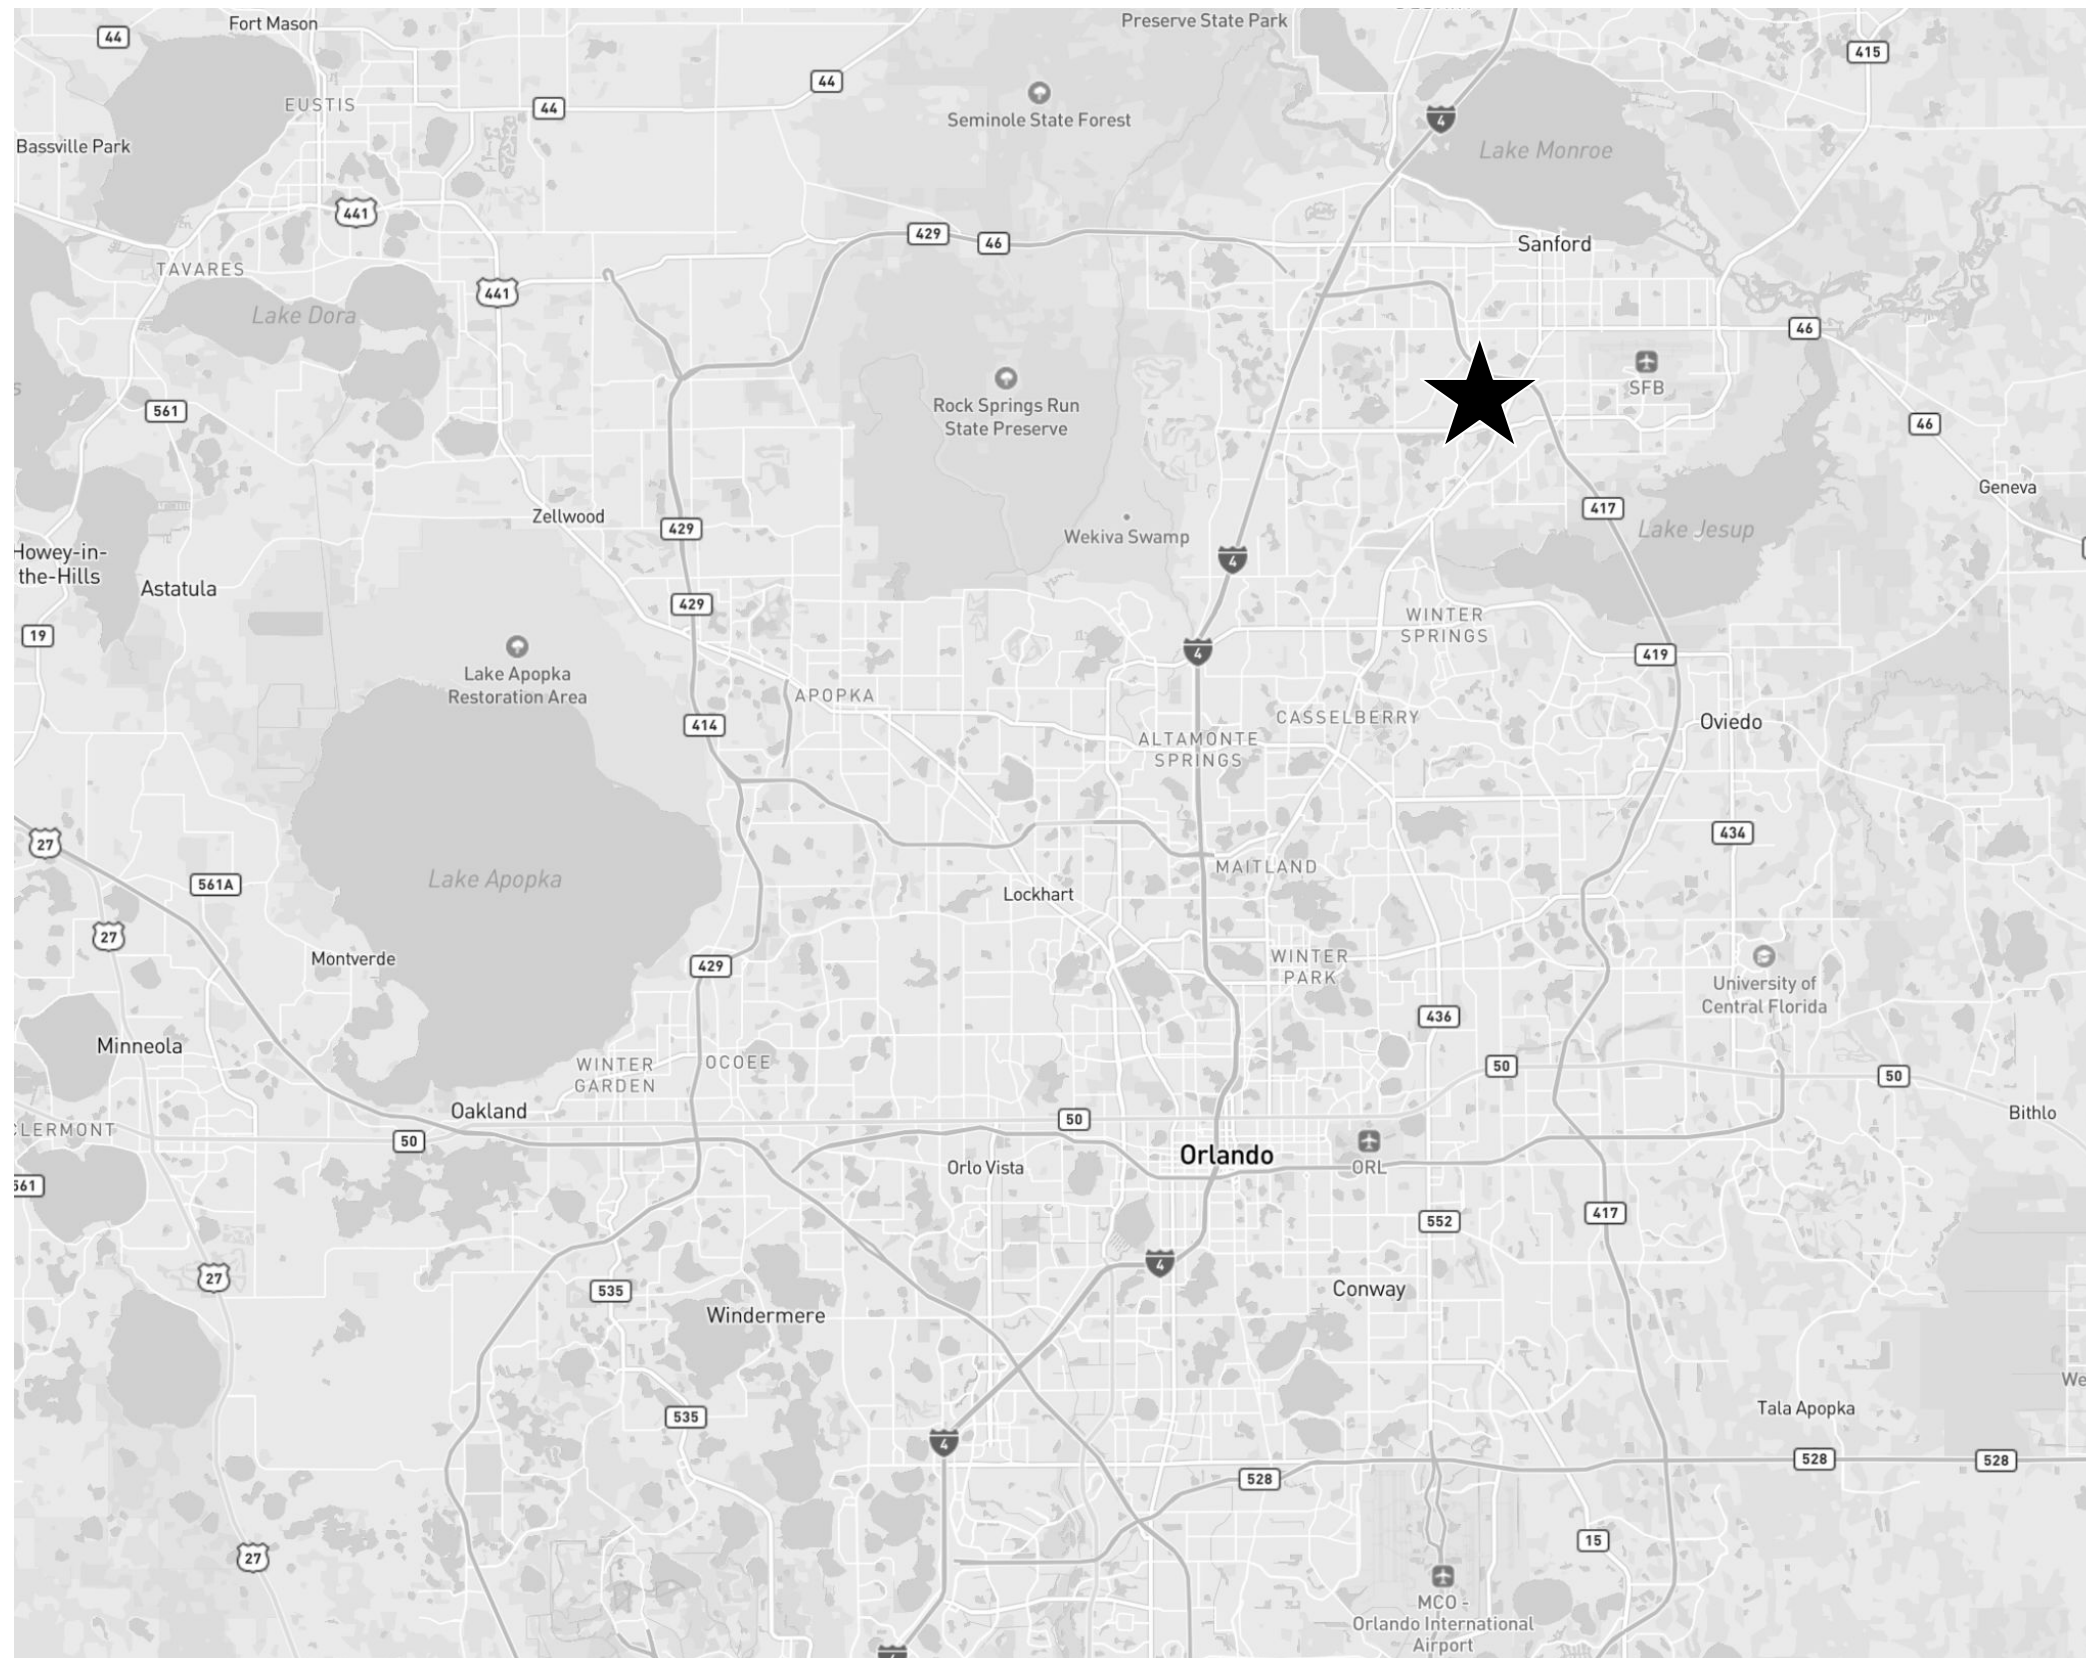 Fort Mason
Preserve State Park
44
415
44
44
EUSTIS
Seminole State Forest
4
Bassville Park
Lake Monroe
441
429
46
Sanford
TAVARES
441
Lake Dora
46
SFB
561
Rock Springs Run
State Preserve
46
Geneva
Zellwood
429
417
Lake Jesup
Wekiva Swamp
Howey-in-
the-Hills
4
Astatula
429
WINTER
SPRINGS
19
4
419
Lake Apopka
Restoration Area
APOPKA
414
CASSELBERRY
Oviedo
ALTAMONTE
SPRINGS
434
27
MAITLAND
Lake Apopka
561A
Lockhart
27
Montverde
429
WINTER
PARK
University of
Central Florida
436
Minneola
WINTER
GARDEN
OCOEE
50
50
Oakland
50
Bithlo
CLERMONT
50
Orlando
Orlo Vista
ORL
561
417
552
4
27
535
Conway
Windermere
We
535
Tala Apopka
4
528
528
528
15
27
MCO -
Orlando International
Airport